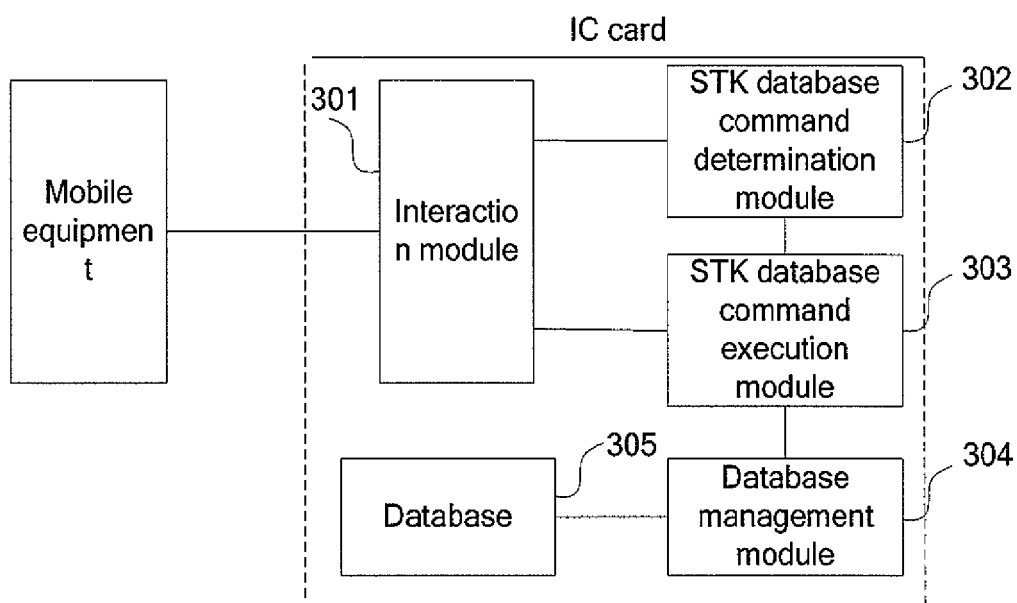 IC card
301
302
STK database
command
determination
module
Mobile
equipmen
t
Interactio
n module
303
STK database
command
execution
module
305
304
Database
Database
management
module